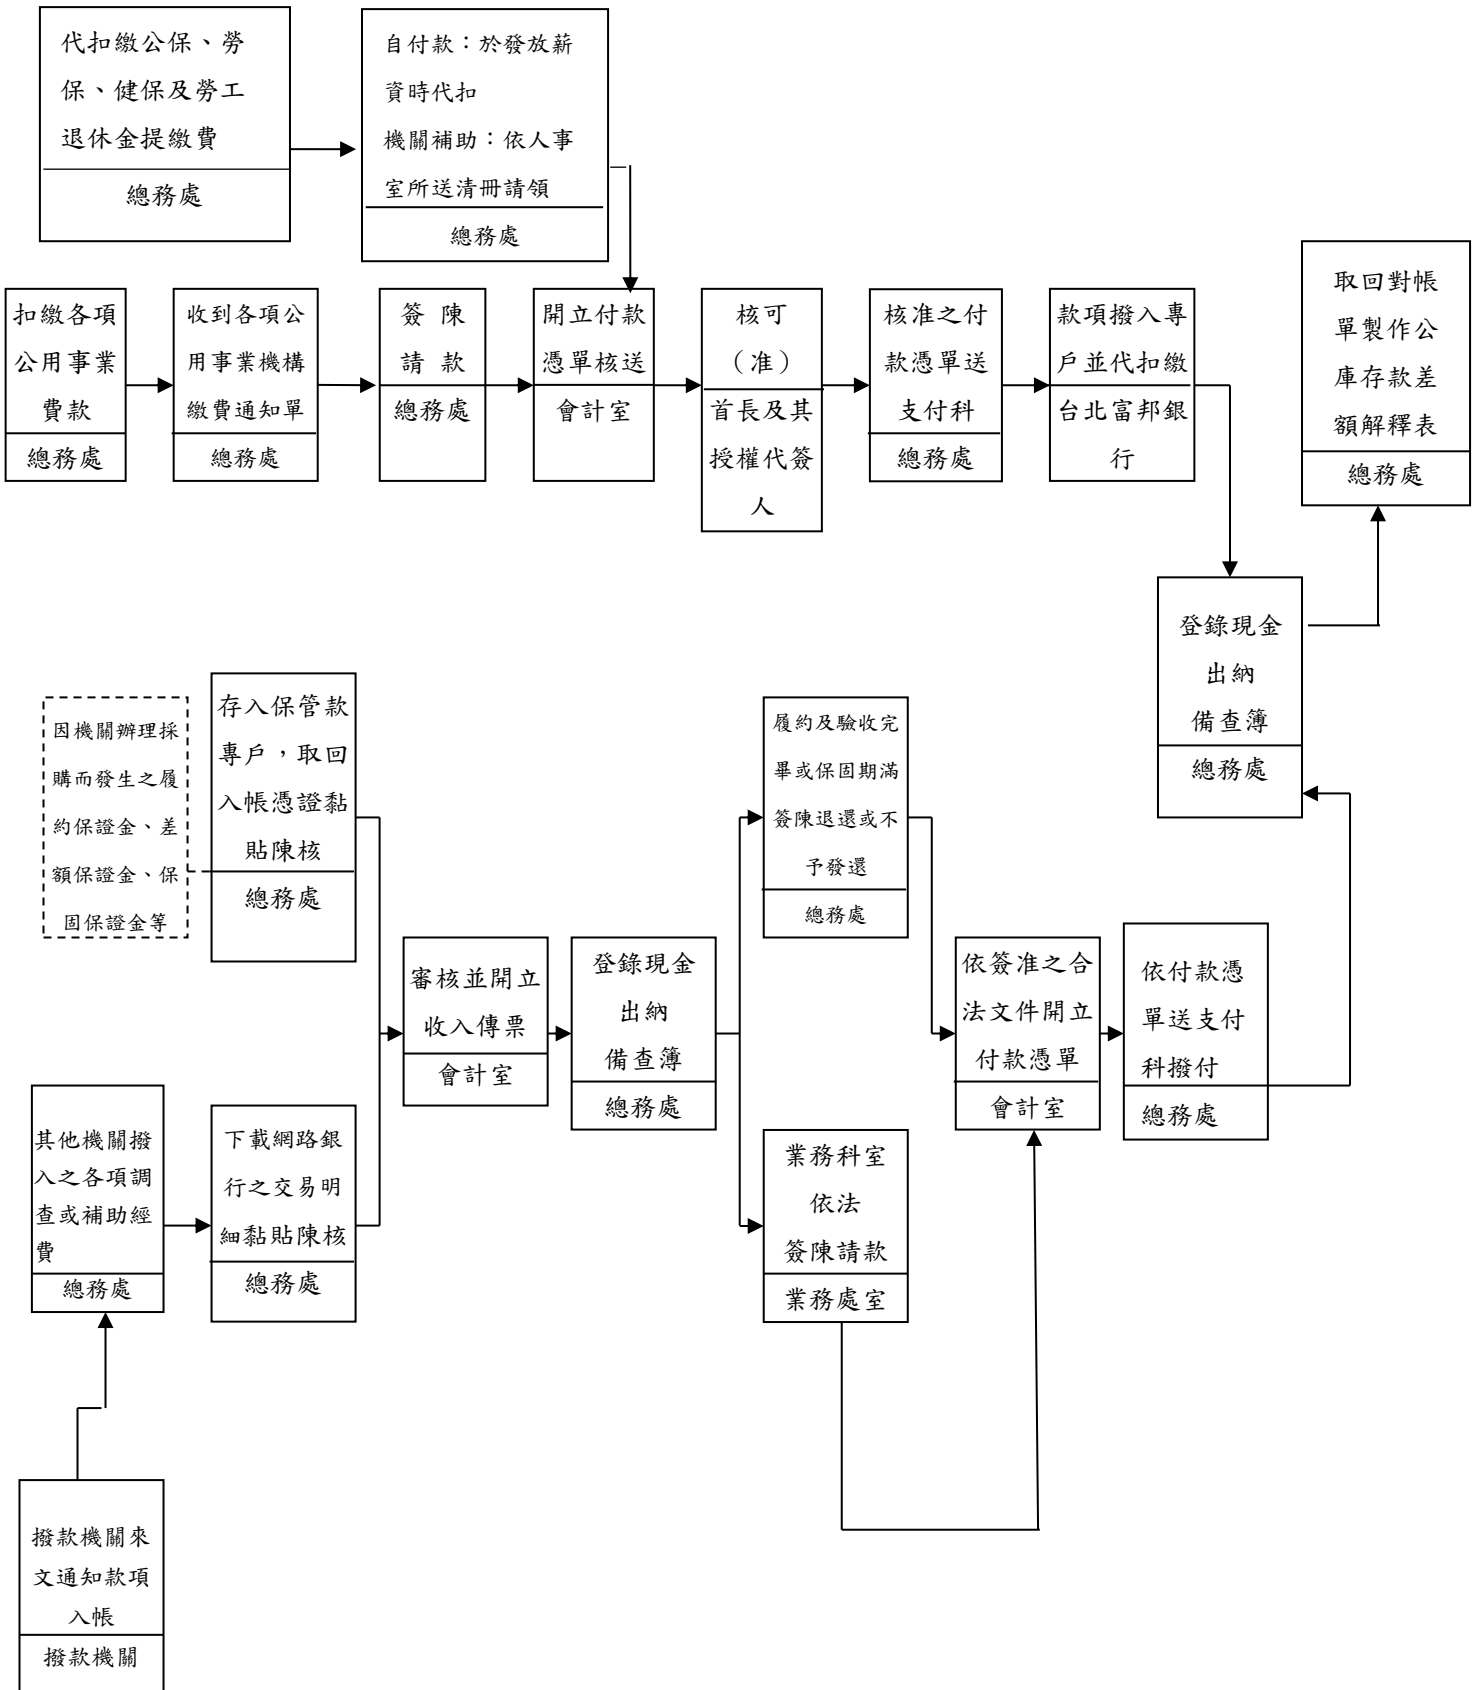 代扣繳公保、勞
保、健保及勞工
退休金提繳費
總務處
自付款：於發放薪
資時代扣
機關補助：依人事
室所送清冊請領
總務處
扣繳各項
公用事業
費款
總務處
收到各項公
用事業機構
繳費通知單
總務處
簽 陳
請 款
總務處
開立付款
憑單核送
會計室
核可
（准）
首長及其
授權代簽
人
核准之付
款憑單送
支付科
總務處
款項撥入專
戶並代扣繳
台北富邦銀
行
取回對帳
單製作公
庫存款差
額解釋表
總務處
登錄現金
出納
備查簿
總務處
因機關辦理採
購而發生之履
約保證金、差
額保證金、保
固保證金等
存入保管款
專戶，取回
入帳憑證黏
貼陳核
總務處
審核並開立
收入傳票
會計室
登錄現金
出納
備查簿
總務處
履約及驗收完
畢或保固期滿
簽陳退還或不
予發還
總務處
依簽准之合
法文件開立
付款憑單
會計室
依付款憑
單送支付
科撥付
總務處
其他機關撥
入之各項調
查或補助經
費
總務處
下載網路銀
行之交易明
細黏貼陳核
總務處
業務科室
依法
簽陳請款
業務處室
撥款機關來
文通知款項
入帳
撥款機關